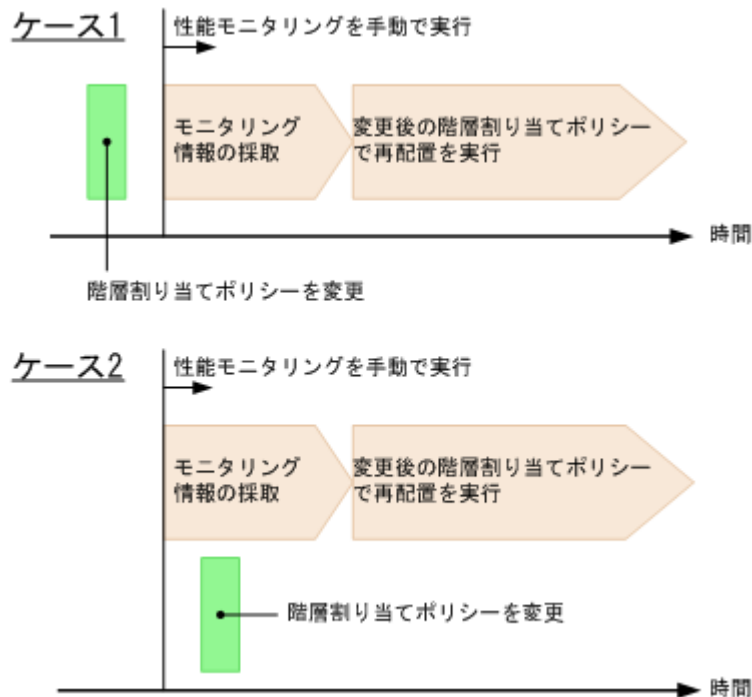 ケース1
性能モニタリングを手動で実行
モニタリング
情報の採取
変更後の階層割り当てポリシー
で再配置を実行
時間
階層割り当てポリシーを変更
ケース2
性能モニタリングを手動で実行
モニタリング
情報の採取
変更後の階層割り当てポリシー
で再配置を実行
階層割り当てポリシーを変更
時間